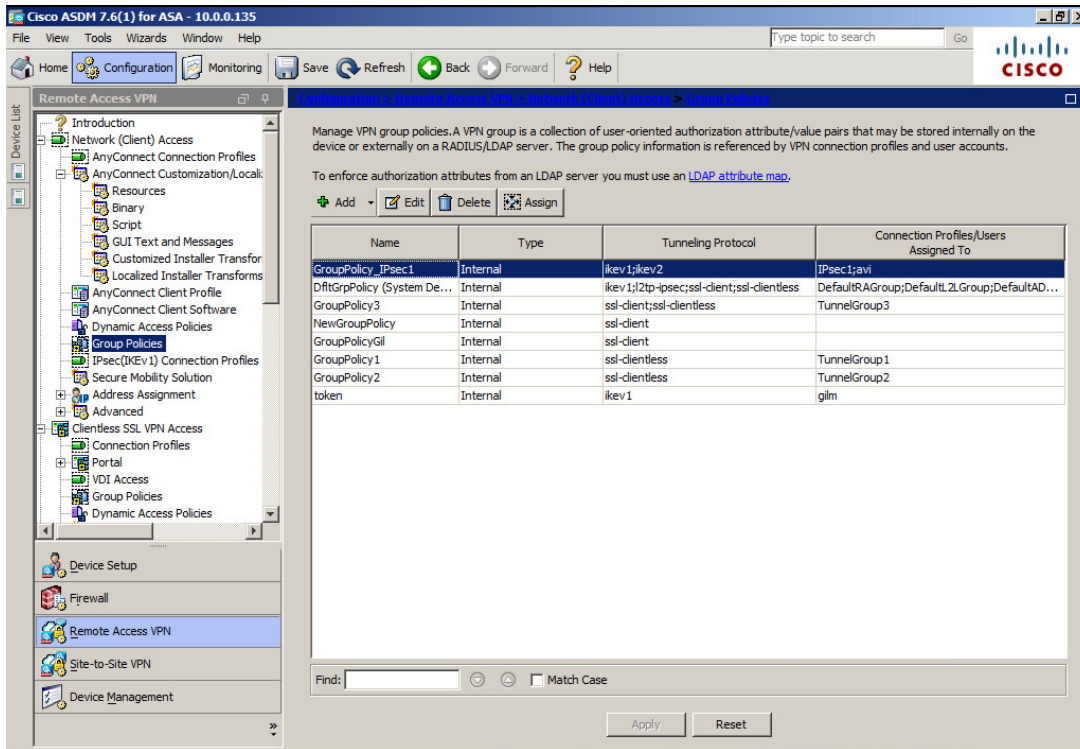 Cisco ASDM 7.6(1) for ASA - 10.0.0.135
File View Tools Wizards Window Help
Type topic to search Go
Home Configuration Monitoring Save Refresh Back Forward Help
CISCO
Device List
Remote Access VPN
Introduction
Network (Client) Access
AnyConnect Connection Profiles
AnyConnect Customization/Locali
Resources
Binary
Script
GUI Text and Messages
Customized Installer Transfor
Localized Installer Transforms
AnyConnect Client Profile
AnyConnect Client Software
Dynamic Access Policies
Group Policies
IPsec(IKEv1) Connection Profiles
Secure Mobility Solution
Address Assignment
Advanced
Clientless SSL VPN Access
Connection Profiles
Portal
VDI Access
Group Policies
Dynamic Access Policies
Device Setup
Firewall
Remote Access VPN
Site-to-Site VPN
Device Management
Configuration > Remote Access VPN > Network (Client) Access > Group Policies
Manage VPN group policies.A VPN group is a collection of user-oriented authorization attribute/value pairs that may be stored internally on the
device or externally on a RADIUS/LDAP server. The group policy information is referenced by VPN connection profiles and user accounts.
To enforce authorization attributes from an LDAP server you must use an LDAP attribute map.
Add Edit Delete Assign
Name Type Tunneling Protocol Connection Profiles/Users
Assigned To
GroupPolicy_IPsec1 Internal ikev1;ikev2 IPsec1;avi
DfltGrpPolicy (System De... Internal ikev1;l2tp-ipsec;ssl-client;ssl-clientless DefaultRAGroup;DefaultL2LGroup;DefaultAD...
GroupPolicy3 Internal ssl-client;ssl-clientless TunnelGroup3
NewGroupPolicy Internal ssl-client
GroupPolicyGil Internal ssl-client
GroupPolicy1 Internal ssl-clientless TunnelGroup1
GroupPolicy2 Internal ssl-clientless TunnelGroup2
token Internal ikev1 gilm
Find: Match Case
Apply Reset